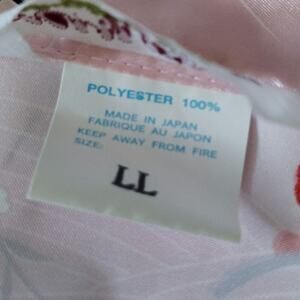 POLYESTER 100%
MADE IN JAPAN
FABRIQUE AU JAPON
KEEP AWAY FROM FIRE
SIZE:
LL